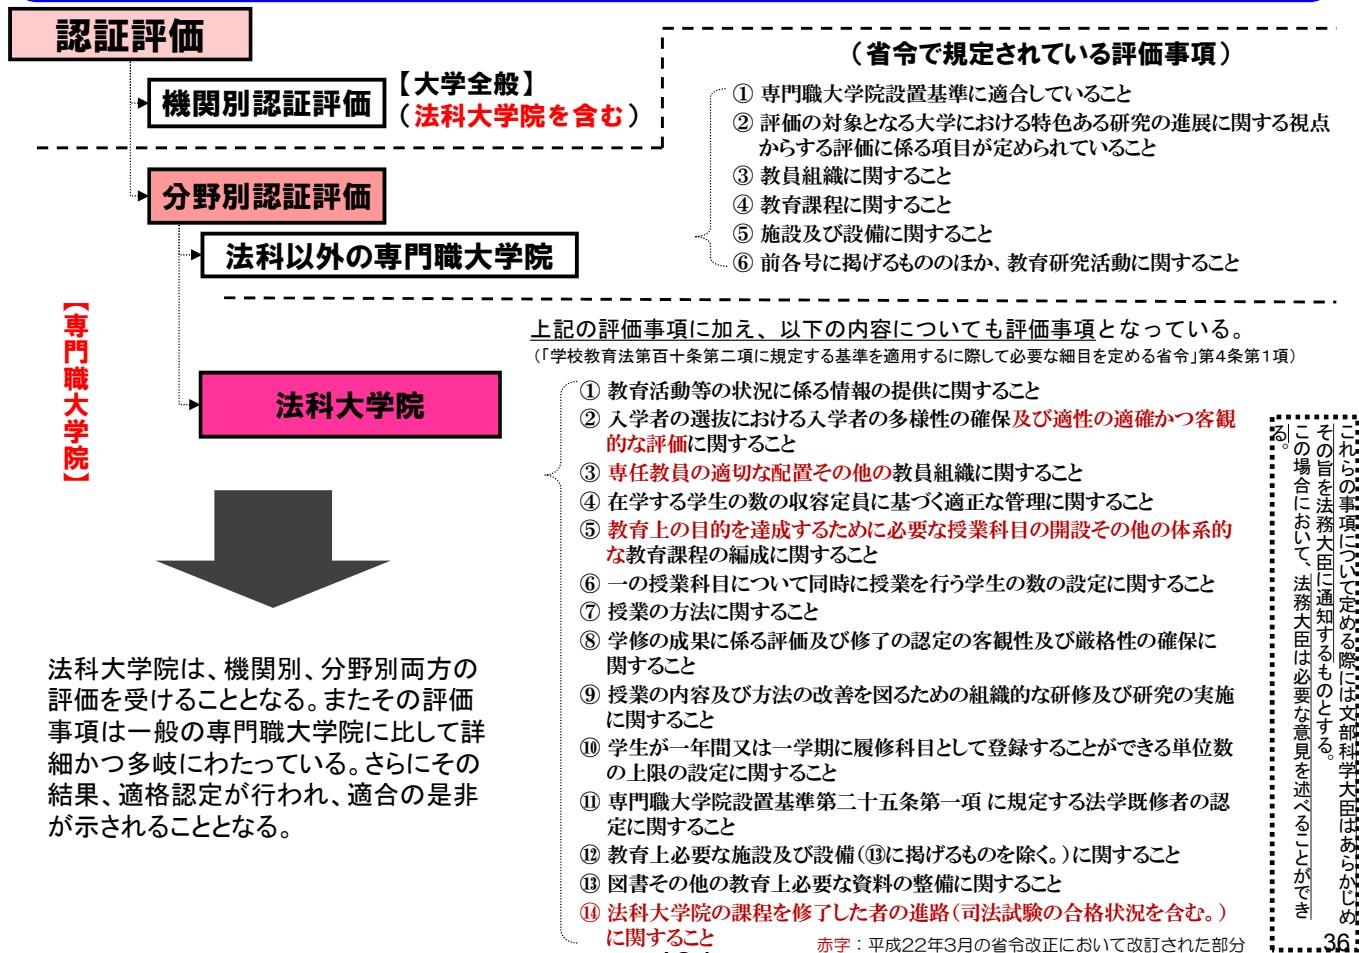 認証評価
機関別認証評価
【大学全般】
（法科大学院を含む）
分野別認証評価
法科以外の専門職大学院
（省令で規定されている評価事項）
① 専門職大学院設置基準に適合していること
② 評価の対象となる大学における特色ある研究の進展に関する視点
からする評価に係る項目が定められていること
③ 教員組織に関すること
④ 教育課程に関すること
⑤ 施設及び設備に関すること
⑥ 前各号に掲げるもののほか、教育研究活動に関すること
【専門職大学院】
法科大学院
上記の評価事項に加え、以下の内容についても評価事項となっている。
（「学校教育法第百十条第二項に規定する基準を適用するに際して必要な細目を定める省令」第4条第1項）
① 教育活動等の状況に係る情報の提供に関すること
② 入学者の選抜における入学者の多様性の確保及び適性の適確かつ客観
的な評価に関すること
③ 専任教員の適切な配置その他の教員組織に関すること
④ 在学する学生の数の収容定員に基づく適正な管理に関すること
⑤ 教育上の目的を達成するために必要な授業科目の開設その他の体系的
な教育課程の編成に関すること
⑥ 一の授業科目について同時に授業を行う学生の数の設定に関すること
⑦ 授業の方法に関すること
⑧ 学修の成果に係る評価及び修了の認定の客観性及び厳格性の確保に
関すること
⑨ 授業の内容及び方法の改善を図るための組織的な研修及び研究の実施
に関すること
⑩ 学生が一年間又は一学期に履修科目として登録することができる単位数
の上限の設定に関すること
⑪ 専門職大学院設置基準第二十五条第一項 に規定する法学既修者の認
定に関すること
⑫ 教育上必要な施設及び設備（⑬に掲げるものを除く。）に関すること
⑬ 図書その他の教育上必要な資料の整備に関すること
⑭ 法科大学院の課程を修了した者の進路（司法試験の合格状況を含む。）
に関すること
赤字：平成22年3月の省令改正において改訂された部分
法科大学院は、機関別、分野別両方の
評価を受けることとなる。またその評価
事項は一般の専門職大学院に比して詳
細かつ多岐にわたっている。さらにその
結果、適格認定が行われ、適合の是非
が示されることとなる。
これらの事項について定める際には文部科学大臣はあらかじめ
その旨を法務大臣に通知するものとする。
この場合において、法務大臣は必要な意見を述べることができ
る。
36